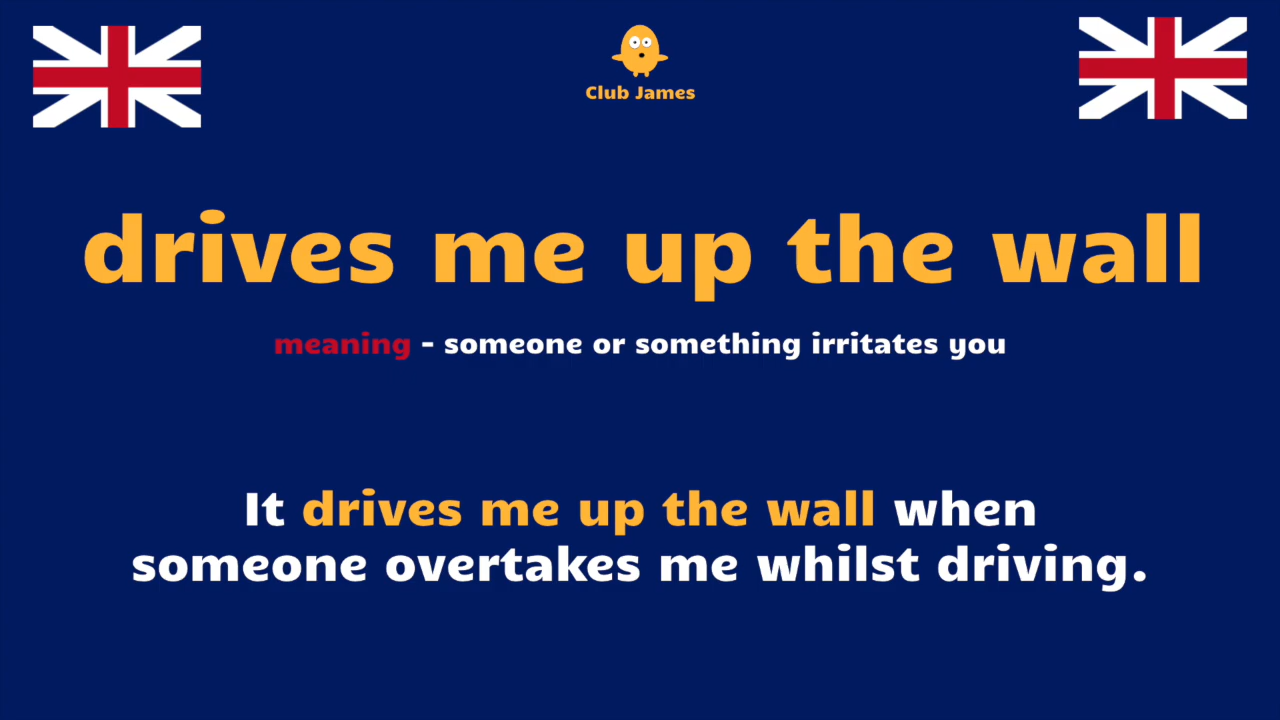 Club James
drives me up the wall
meaning - someone or something irritates you
It drives me up the wall when
someone overtakes me whilst driving.